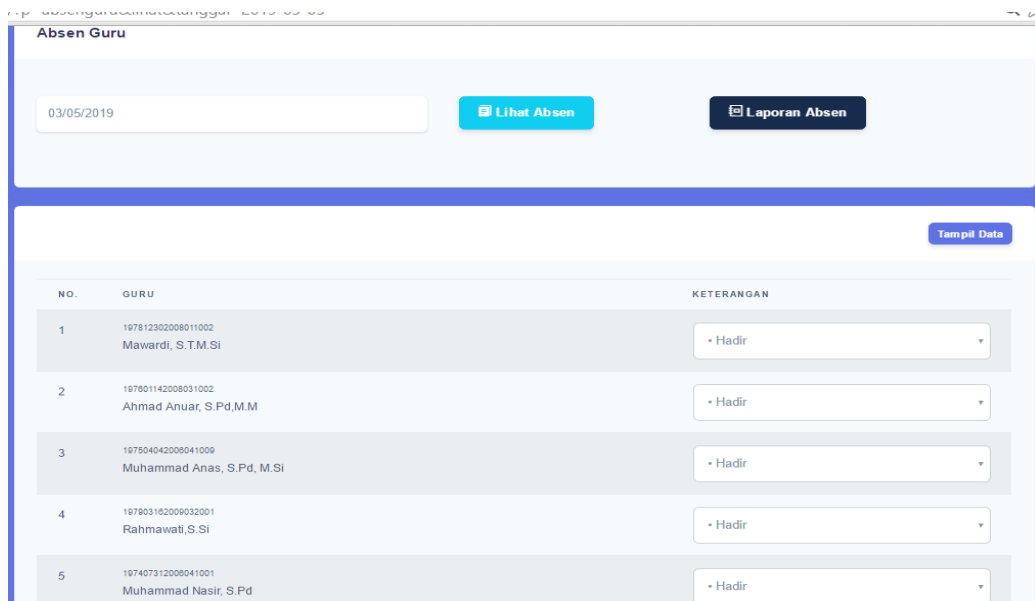 Absen Guru
03/05/2019
Lihat Absen
Laporan Absen
Tampil Data
NO. GURU KETERANGAN
1 197812302008011002 • Hadir
Mawardi, S.T.M.Si
2 197601142008031002 • Hadir
Ahmad Anuar, S.Pd,M.M
3 197504042006041009 • Hadir
Muhammad Anas, S.Pd, M.Si
4 197903162009032001 • Hadir
Rahmawati,S.Si
5 197407312006041001 • Hadir
Muhammad Nasir, S.Pd